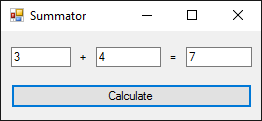 Summator
3 + 4 = 7
Calculate